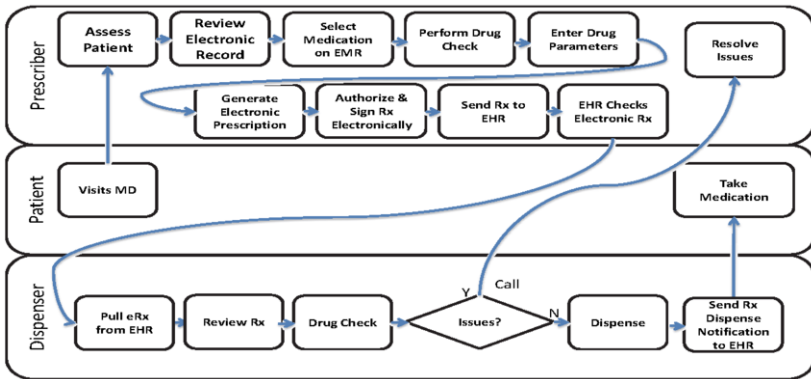 Prescriber
Assess
Patient
Review
Electronic
Record
Select
Medication
on EMR
Perform Drug
Check
Enter Drug
Parameters
Resolve
Issues
Generate
Electronic
Prescription
Authorize &
Sign Rx
Electronically
Send Rx to
EHR
EHR Checks
Electronic Rx
Patient
Visits MD
Take
Medication
Dispenser
Pull eRx
from EHR
Review Rx
Drug Check
Issues?
Y
Call
N
Dispense
Send Rx
Dispense
Notification
to EHR